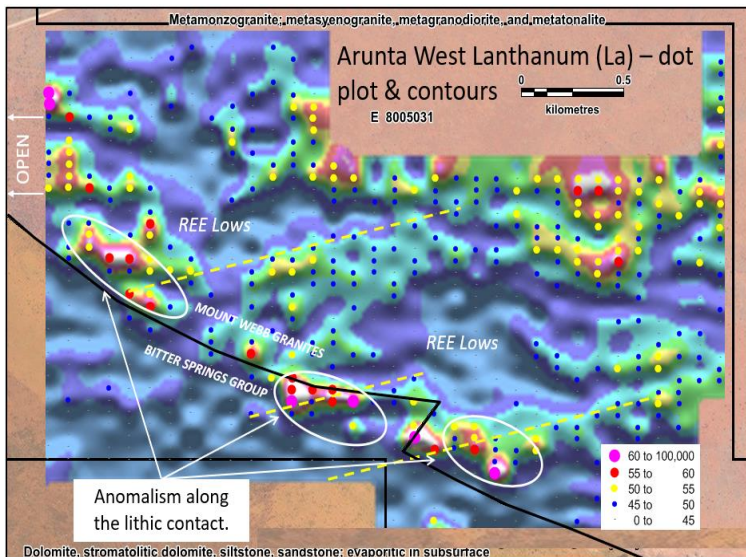 Metamonzogranite; metasyenogranite, metagranodiorite, and metatonalite
Arunta West Lanthanum (La) – dot
plot & contours
0 0.5
kilometres
E 8005031
OPEN
REE Lows
MOUNT WEBB GRANITES
BITTER SPRINGS GROUP
REE Lows
60 to 100,000
55 to 60
50 to 55
45 to 50
0 to 45
Anomalism along
the lithic contact.
Dolomite, stromatolitic dolomite, siltstone, sandstone; evaporitic in subsurface